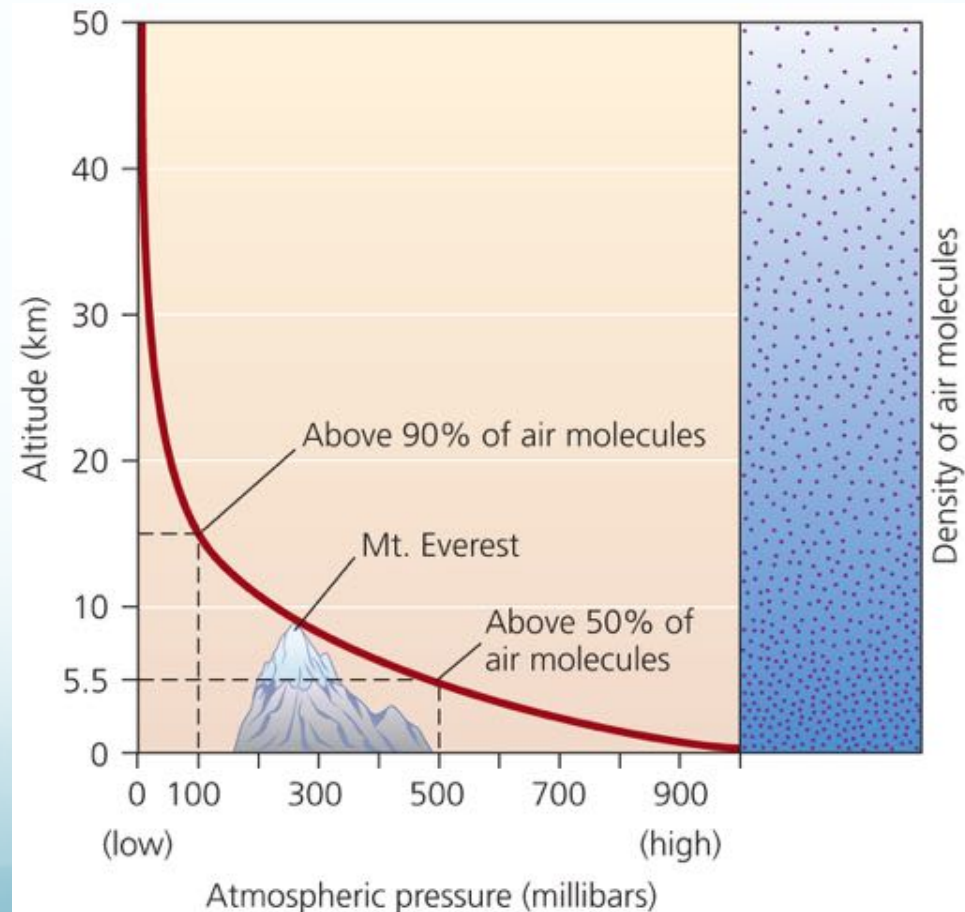 50
40
30
20
10
5.5
0
Altitude (km)
Above 90% of air molecules
Mt. Everest
Above 50% of
air molecules
0 100 300 500 700 900
(low) (high)
Atmospheric pressure (millibars)
Density of air molecules